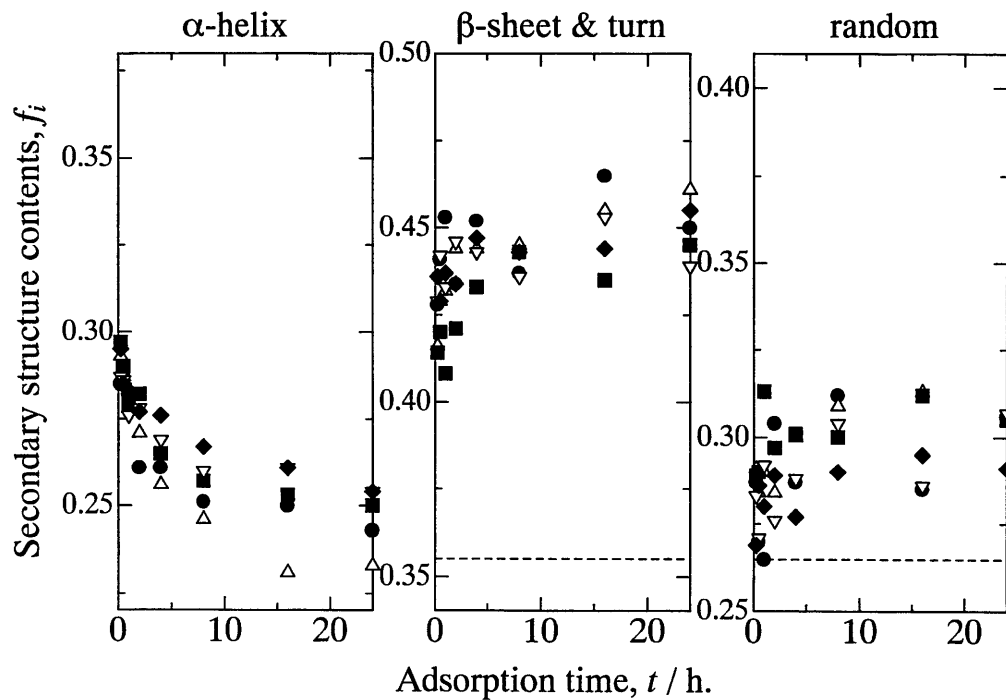 α-helix
β-sheet & turn
random
Secondary structure contents, fi
0.35
0.30
0.25
0.50
0.45
0.40
0.35
0.40
0.35
0.30
0.25
0 10 20
0 10 20
0 10 20
Adsorption time, t / h.